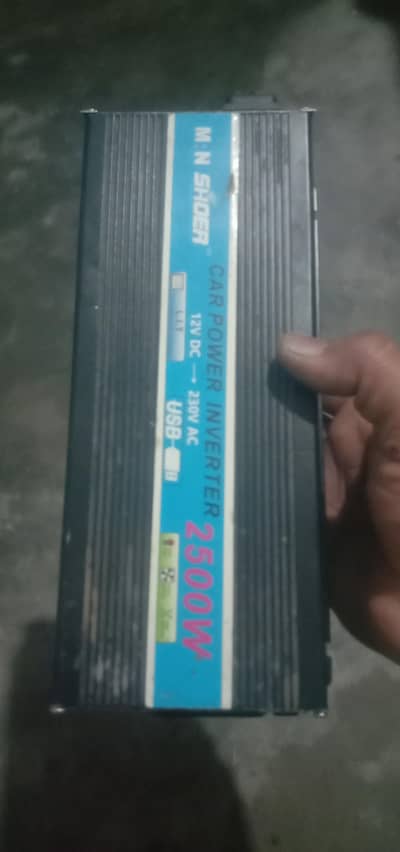 M:N SHOER
CAR POWER INVERTER 2500W
12V DC → 230V AC
USB